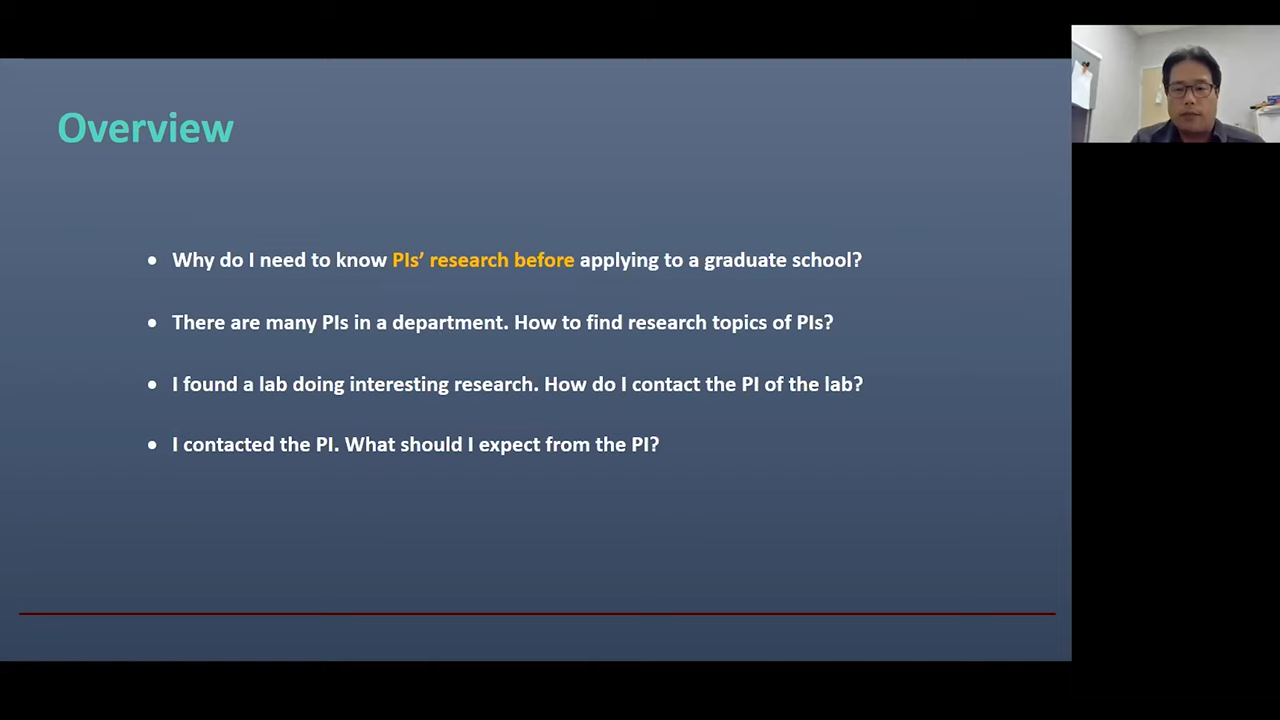 Overview
• Why do I need to know PIs’ research before applying to a graduate school?
• There are many PIs in a department. How to find research topics of PIs?
• I found a lab doing interesting research. How do I contact the PI of the lab?
• I contacted the PI. What should I expect from the PI?